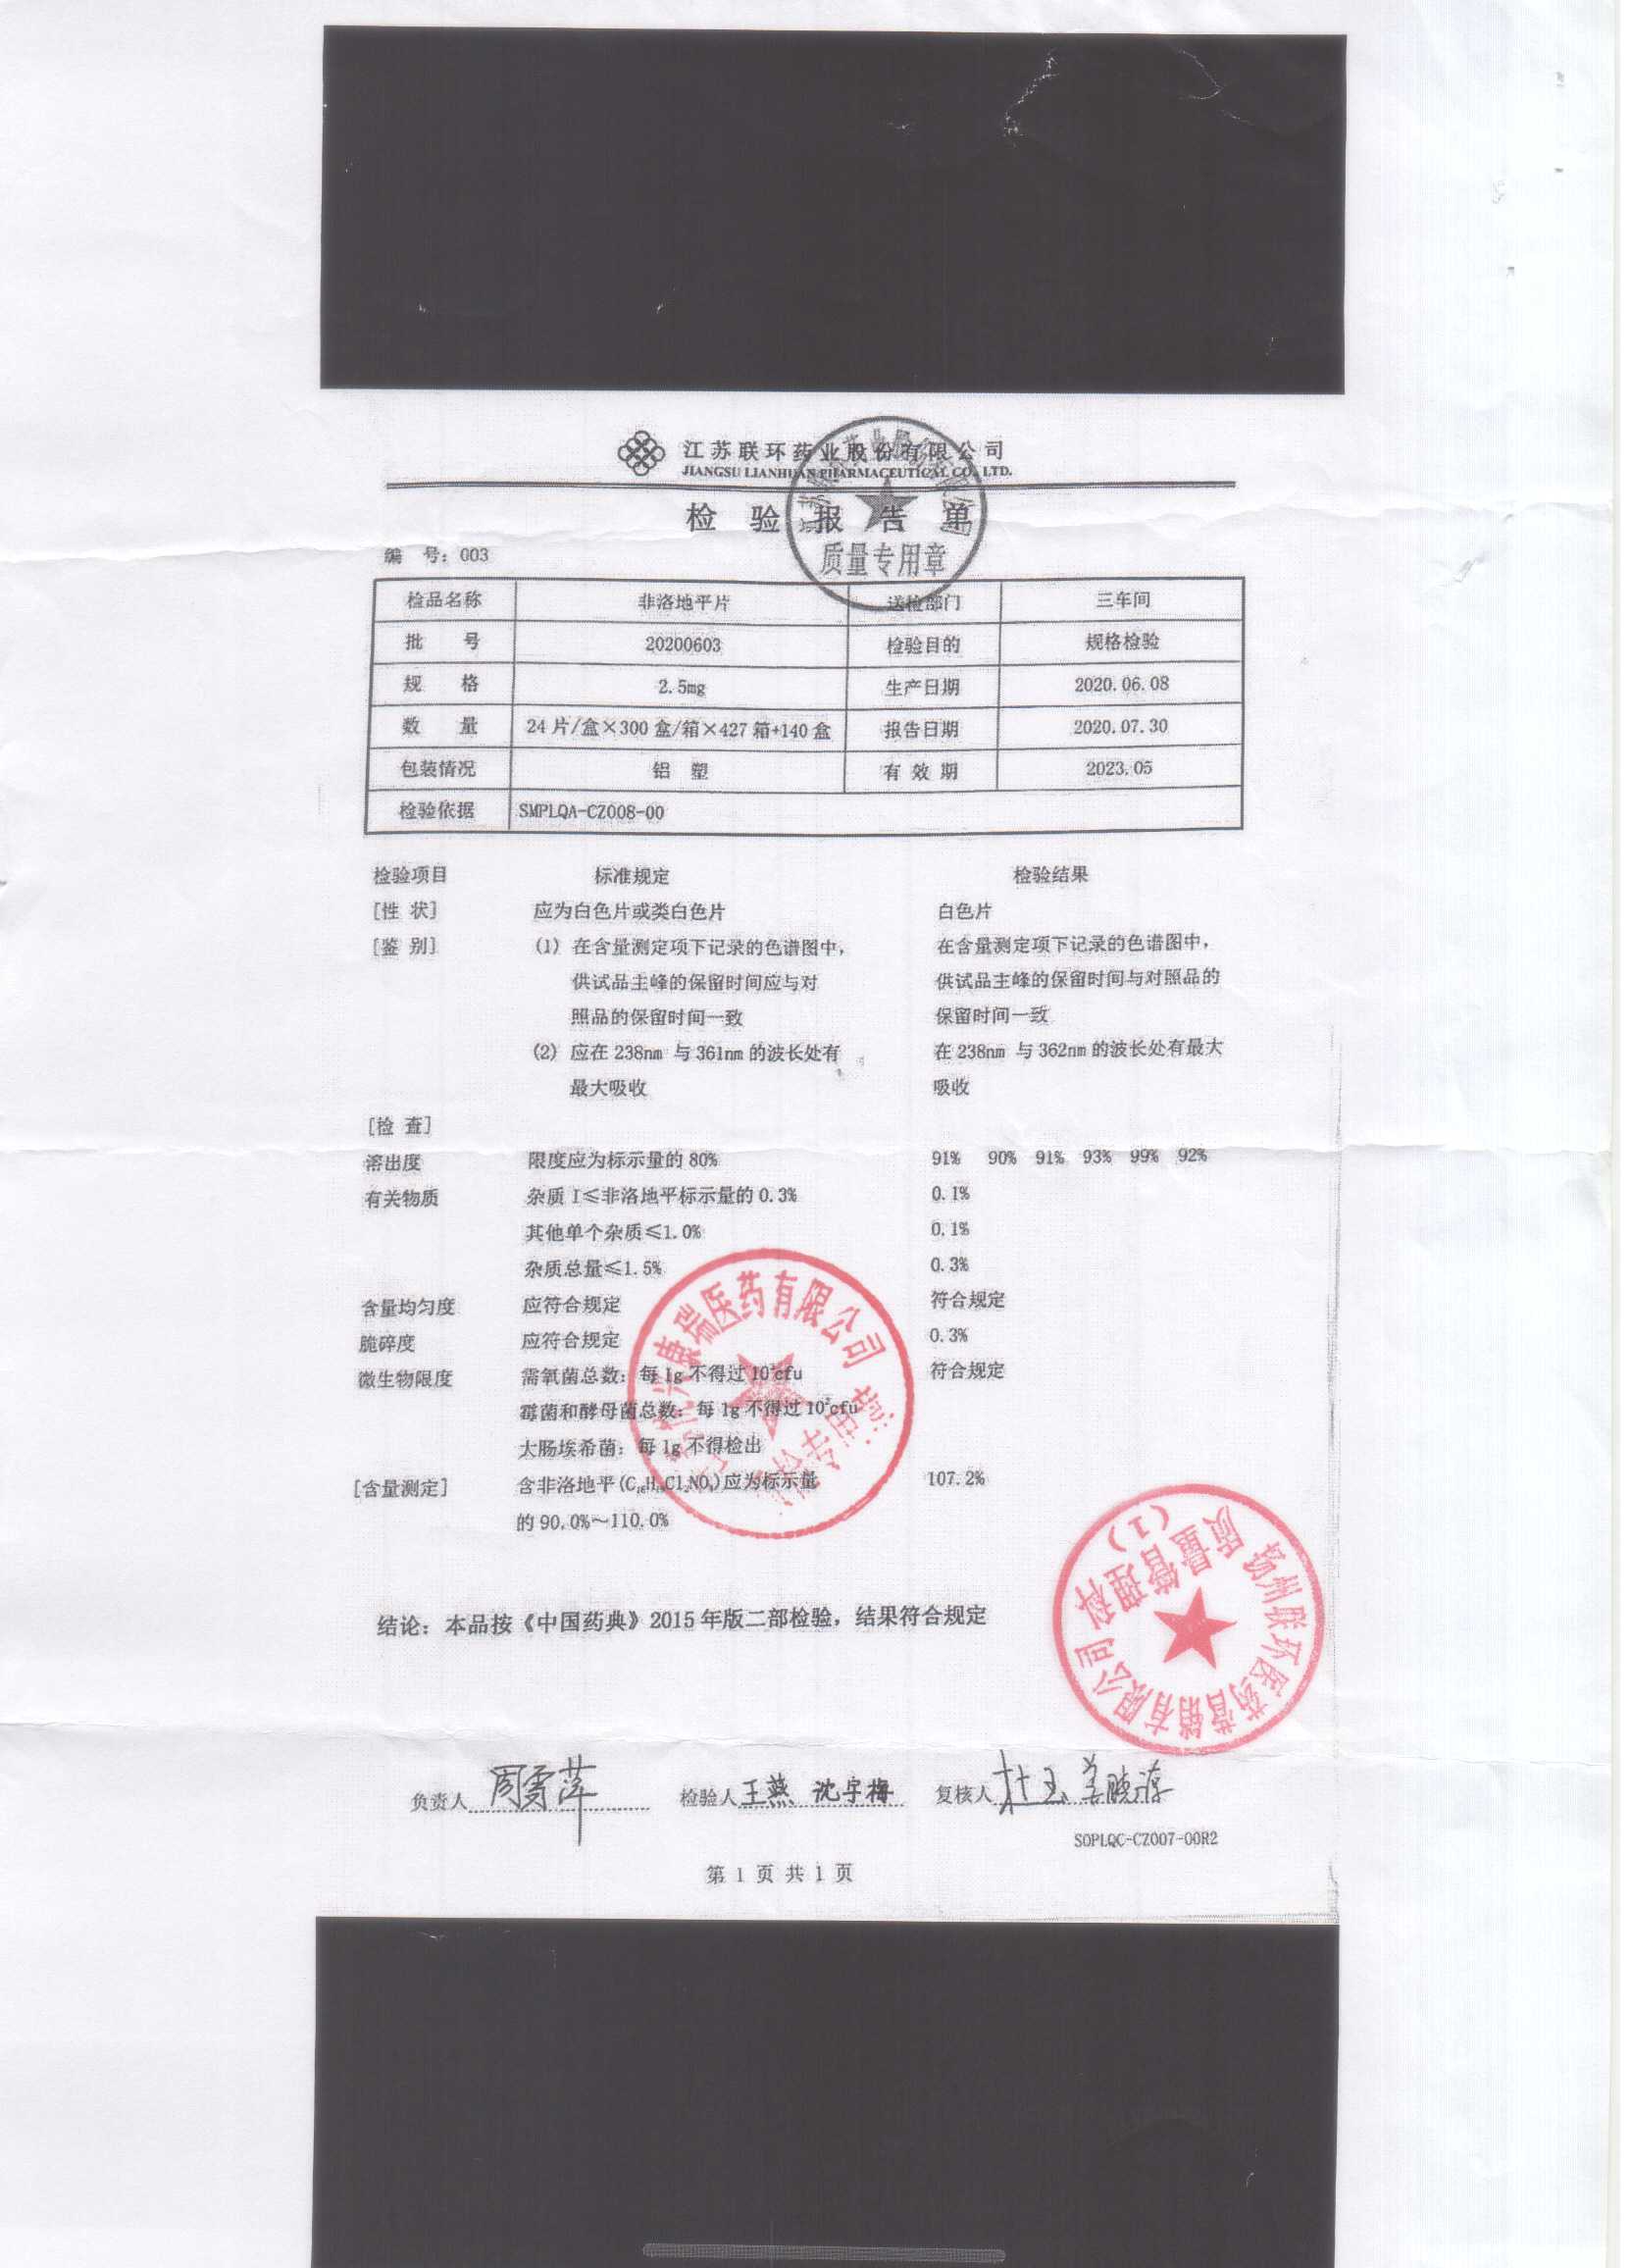 江苏联环药业股份有限公司
JIANGSU LIANHUAN PHARMACEUTICAL CO., LTD.
检 验 报 告 单
质量专用章
编 号：003
检品名称 非洛地平片 送检部门 三车间
批 号 20200603 检验目的 规格检验
规 格 2.5mg 生产日期 2020.06.08
数 量 24片/盒×300盒/箱×427箱+140盒 报告日期 2020.07.30
包装情况 铝 塑 有 效 期 2023.05
检验依据 SMPLQA-CZ008-00
检验项目 标准规定 检验结果
[性 状] 应为白色片或类白色片 白色片
[鉴 别] (1) 在含量测定项下记录的色谱图中， 在含量测定项下记录的色谱图中，
供试品主峰的保留时间应与对 供试品主峰的保留时间与对照品的
照品的保留时间一致 保留时间一致
(2) 应在238nm 与361nm的波长处有 在238nm 与362nm的波长处有最大
最大吸收 吸收
[检 查]
溶出度 限度应为标示量的80% 91% 90% 91% 93% 99% 92%
有关物质 杂质 I≤非洛地平标示量的0.3% 0.1%
其他单个杂质≤1.0% 0.1%
杂质总量≤1.5% 0.3%
含量均匀度 应符合规定 符合规定
脆碎度 应符合规定 0.3%
微生物限度 需氧菌总数：每1g不得过10³cfu 符合规定
霉菌和酵母菌总数：每1g不得过10²cfu
大肠埃希菌：每1g不得检出
[含量测定] 含非洛地平(C₁₈H₁₉Cl₂NO₄)应为标示量 107.2%
的90.0%～110.0%
康瑞医药有限公司
扬州联环医药营销有限公司
质量管理科
(1)
结论：本品按《中国药典》2015年版二部检验，结果符合规定
负责人 周雪萍 检验人 王燕 沈宇梅 复核人 杜玉 姜晓
SOPLQC-CZ007-00R2
第 1 页 共 1 页